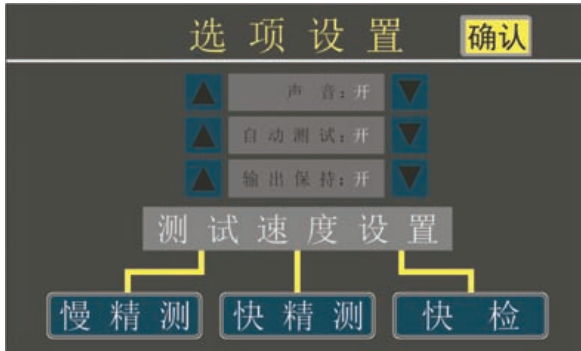 选项设置 确认
声音:开
自动测试:开
输出保持:开
测试速度设置
慢精测 快精测 快检